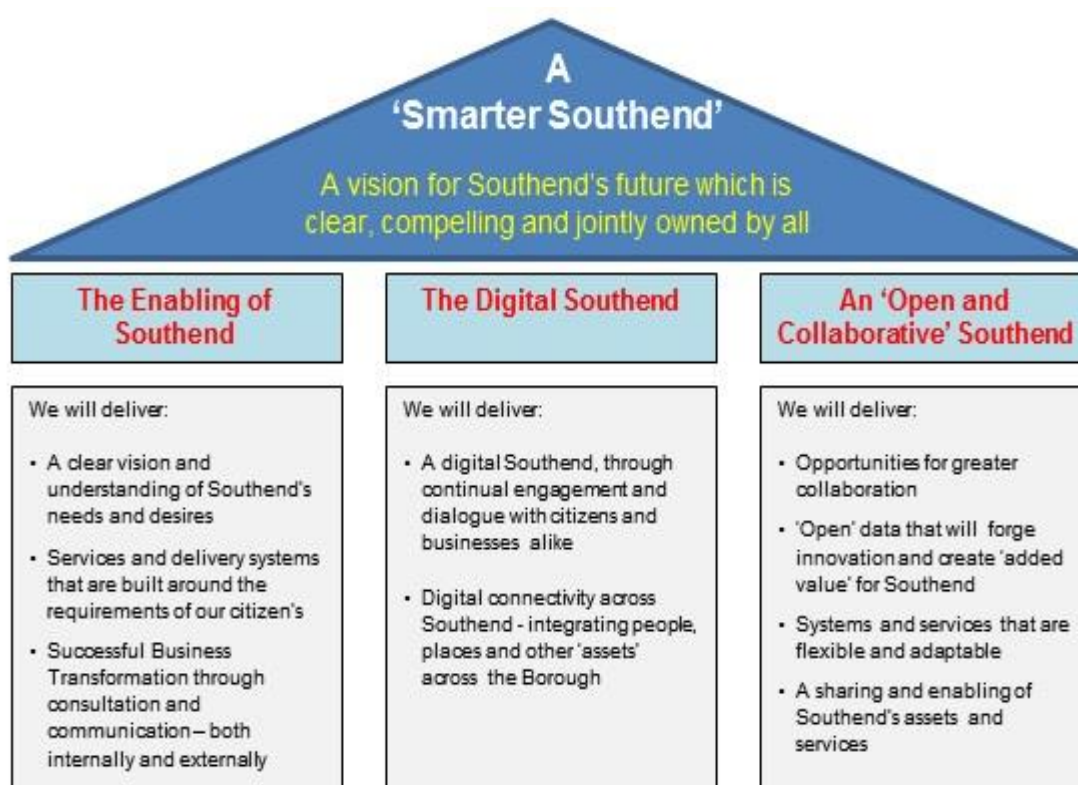 A
‘Smarter Southend’
A vision for Southend’s future which is
clear, compelling and jointly owned by all
The Enabling of
Southend
We will deliver:
• A clear vision and
understanding of Southend's
needs and desires
• Services and delivery systems
that are built around the
requirements of our citizen's
• Successful Business
Transformation through
consultation and
communication – both
internally and externally
The Digital Southend
We will deliver:
• A digital Southend, through
continual engagement and
dialogue with citizens and
businesses alike
• Digital connectivity across
Southend - integrating people,
places and other 'assets'
across the Borough
An ‘Open and
Collaborative’ Southend
We will deliver:
• Opportunities for greater
collaboration
• 'Open' data that will forge
innovation and create 'added
value' for Southend
• Systems and services that are
flexible and adaptable
• A sharing and enabling of
Southend's assets and
services